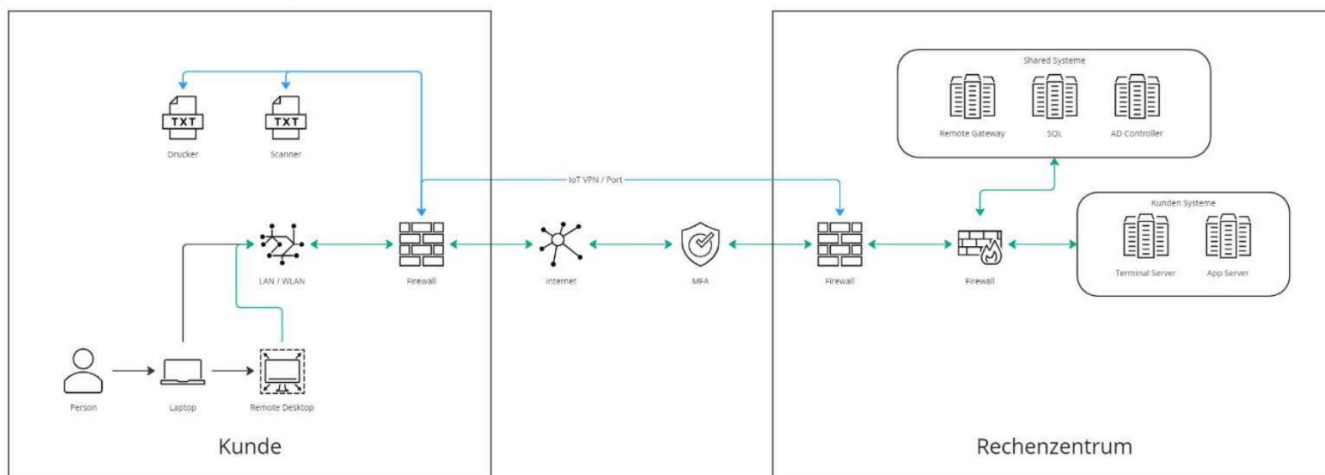 Shared Systeme
TXT
TXT
Drucker
Scanner
Remote Gateway
SQL
AD Controller
IoT VPN / Port
Kunden Systeme
LAN / WLAN
Firewall
Internet
MFA
Firewall
Firewall
Terminal Server
App Server
Person
Laptop
Remote Desktop
Kunde
Rechenzentrum